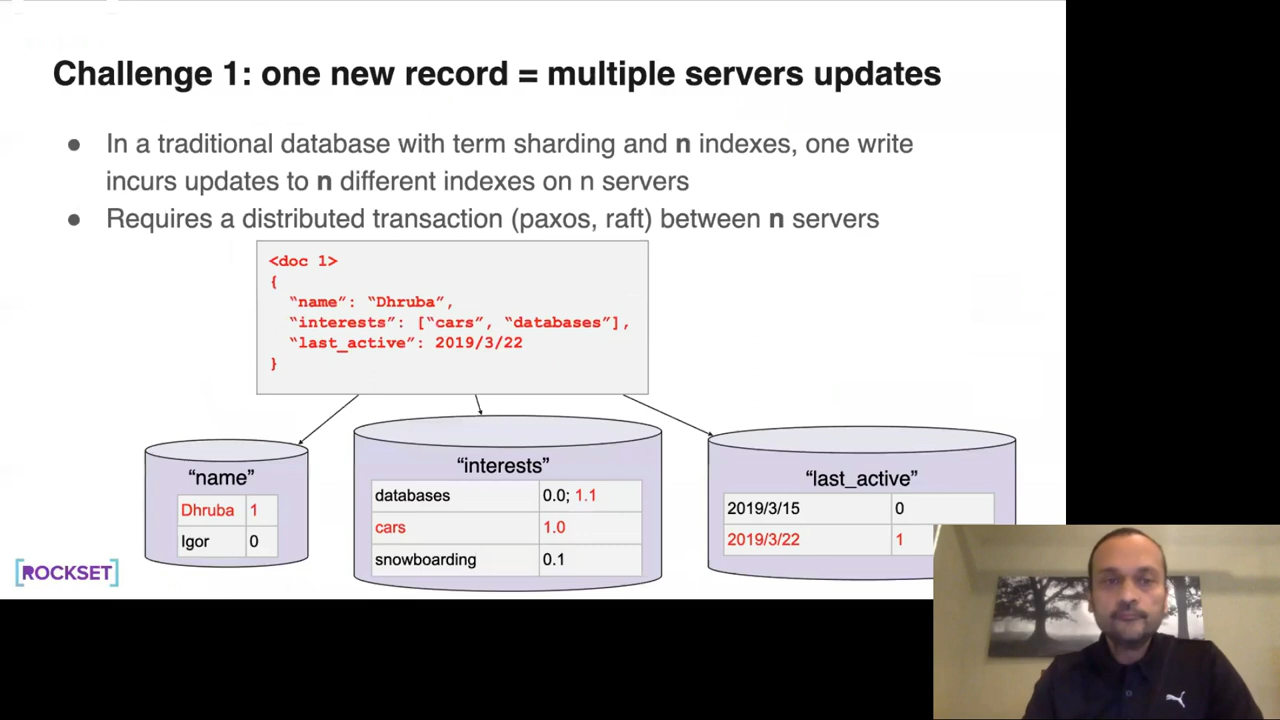 Challenge 1: one new record = multiple servers updates
● In a traditional database with term sharding and n indexes, one write
incurs updates to n different indexes on n servers
● Requires a distributed transaction (paxos, raft) between n servers
<doc 1>
{
“name”: “Dhruba”,
“interests”: [“cars”, “databases”],
“last_active”: 2019/3/22
}
“name”
Dhruba 1
Igor 0
“interests”
databases 0.0; 1.1
cars 1.0
snowboarding 0.1
“last_active”
2019/3/15 0
2019/3/22 1
[ROCKSET]